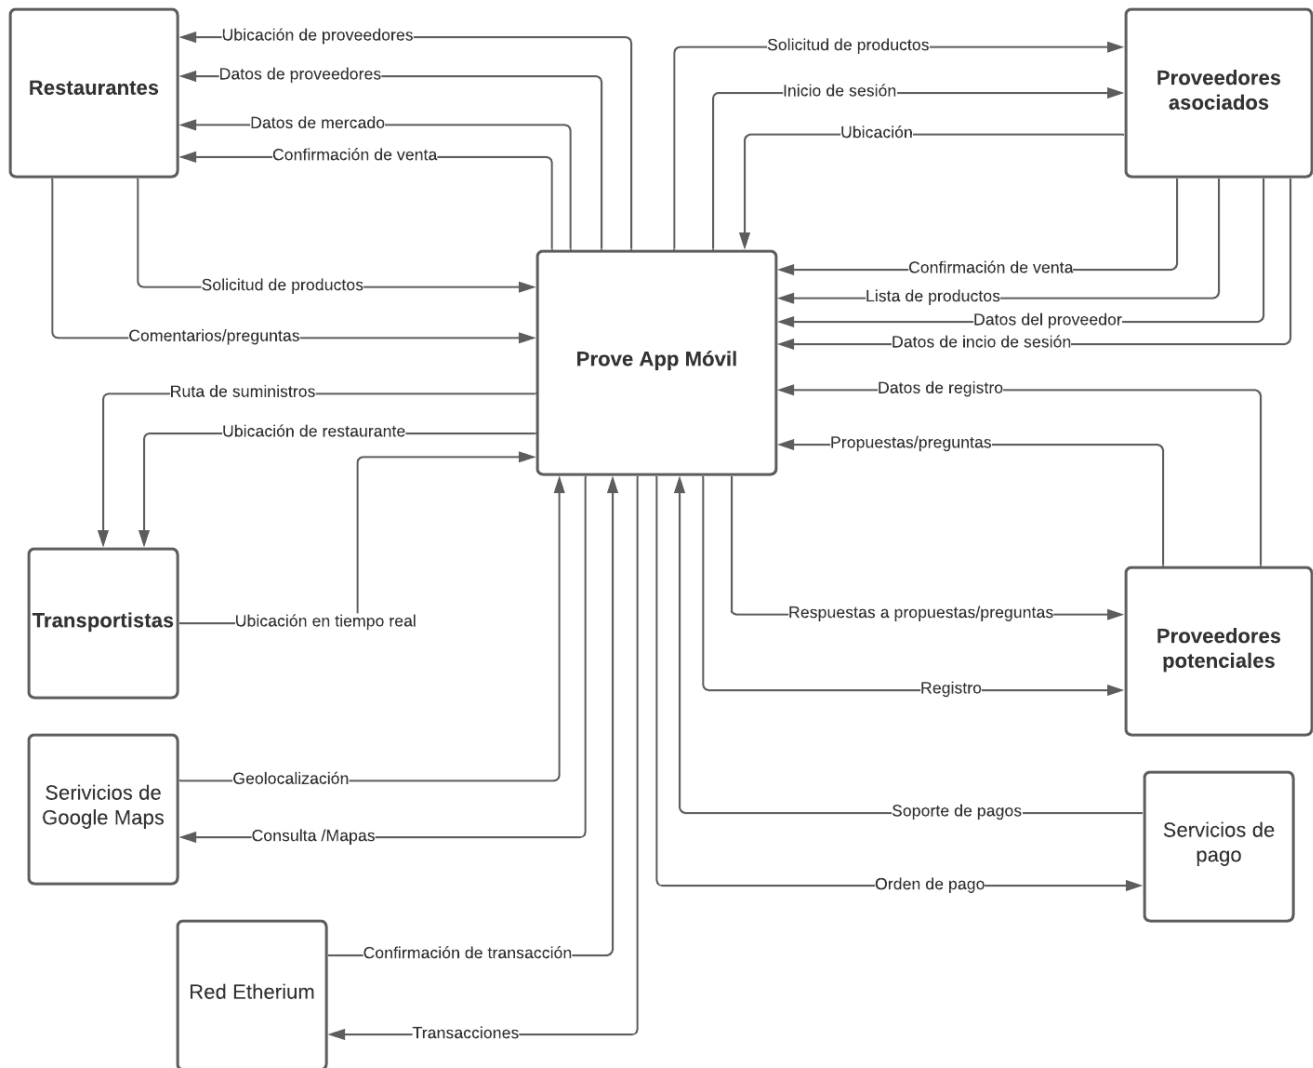 Ubicación de proveedores
Datos de proveedores
Restaurantes
Datos de mercado
Confirmación de venta
Solicitud de productos
Inicio de sesión
Ubicación
Proveedores
asociados
Confirmación de venta
Lista de productos
Datos del proveedor
Datos de incio de sesión
Solicitud de productos
Comentarios/preguntas
Prove App Móvil
Ruta de suministros
Ubicación de restaurante
Datos de registro
Propuestas/preguntas
Transportistas
Ubicación en tiempo real
Respuestas a propuestas/preguntas
Registro
Proveedores
potenciales
Serivicios de
Google Maps
Geolocalización
Consulta /Mapas
Soporte de pagos
Orden de pago
Servicios de
pago
Red Etherium
Confirmación de transacción
Transacciones